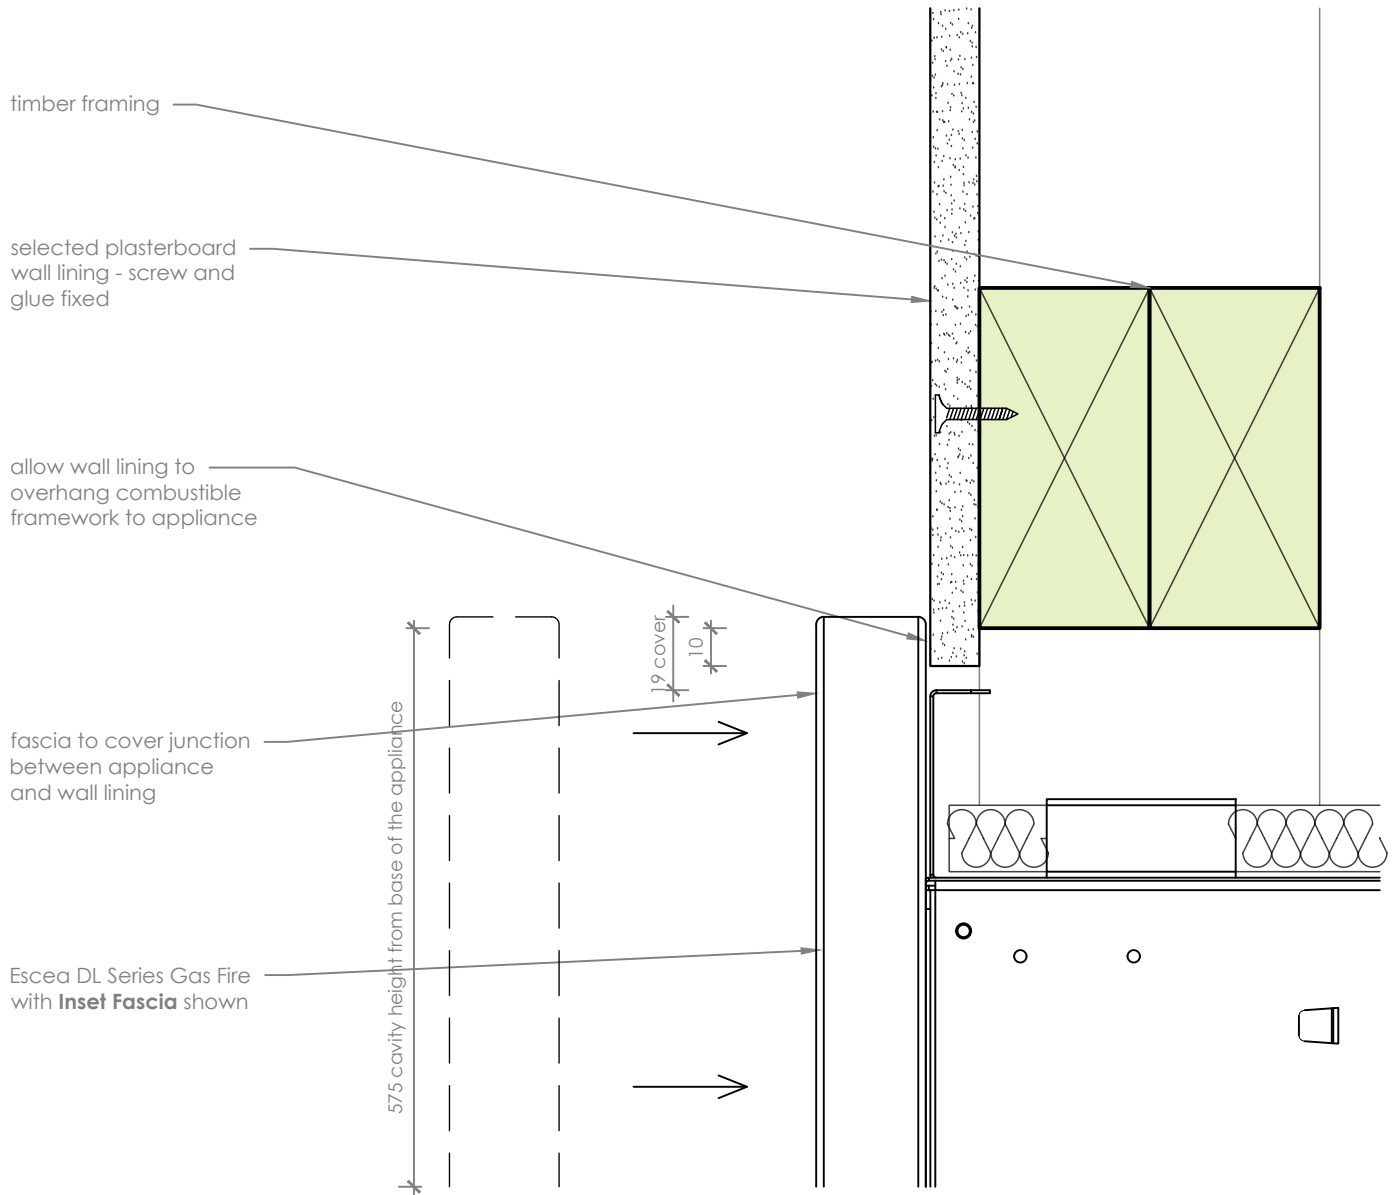 timber framing
selected plasterboard
wall lining - screw and
glue fixed
allow wall lining to
overhang combustible
framework to appliance
19 cover
10
575 cavity height from base of the appliance
fascia to cover junction
between appliance
and wall lining
Escea DL Series Gas Fire
with Inset Fascia shown